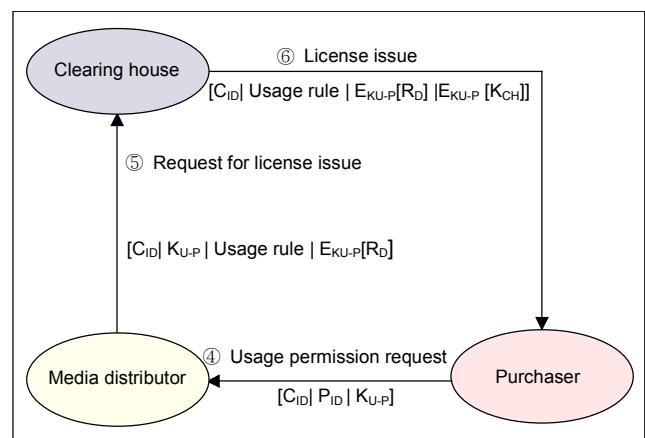 ⑥ License issue
Clearing house
[C_ID| Usage rule | E_KU-P[R_D] |E_KU-P [K_CH]]
⑤ Request for license issue
[C_ID| K_U-P | Usage rule | E_KU-P[R_D]
④ Usage permission request
Media distributor
Purchaser
[C_ID| P_ID | K_U-P]